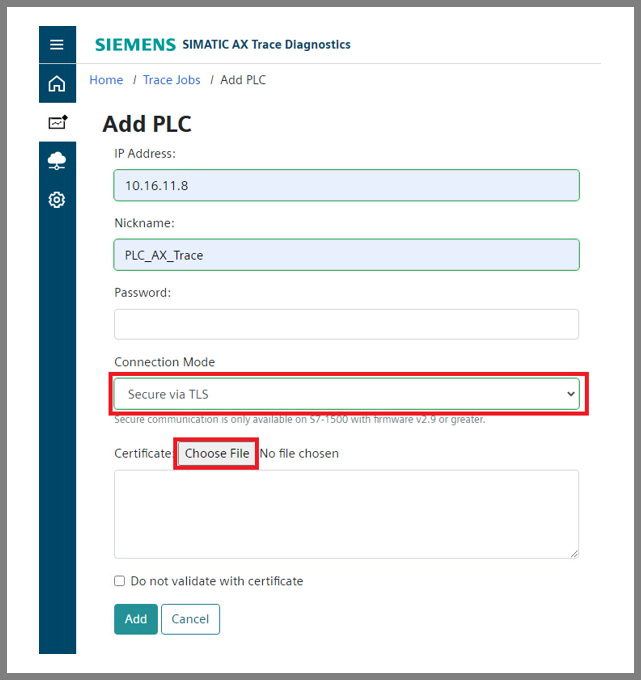 SIEMENS SIMATIC AX Trace Diagnostics
Home / Trace Jobs / Add PLC
Add PLC
IP Address:
10.16.11.8
Nickname:
PLC_AX_Trace
Password:
Connection Mode
Secure via TLS
Secure communication is only available on S7-1500 with firmware v2.9 or greater.
Certificate: Choose File No file chosen
Do not validate with certificate
Add Cancel